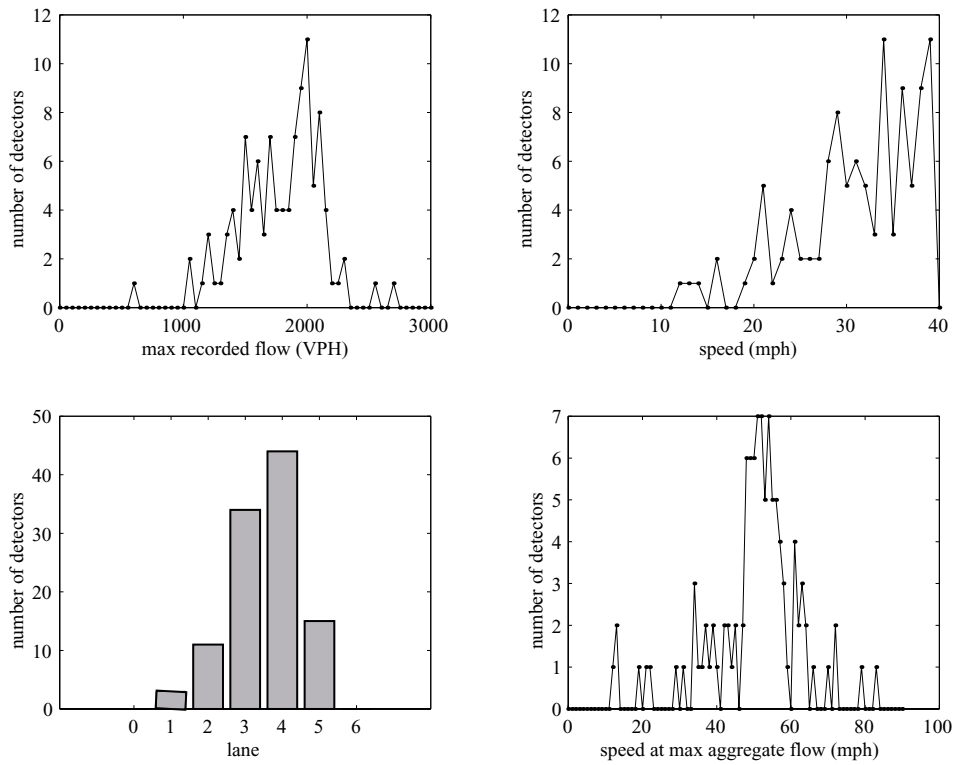 12
10
8
6
4
2
0
number of detectors
0 1000 2000 3000
max recorded flow (VPH)
12
10
8
6
4
2
0
number of detectors
0 10 20 30 40
speed (mph)
50
40
30
20
10
0
number of detectors
0 1 2 3 4 5 6
lane
7
6
5
4
3
2
1
0
number of detectors
0 20 40 60 80 100
speed at max aggregate flow (mph)